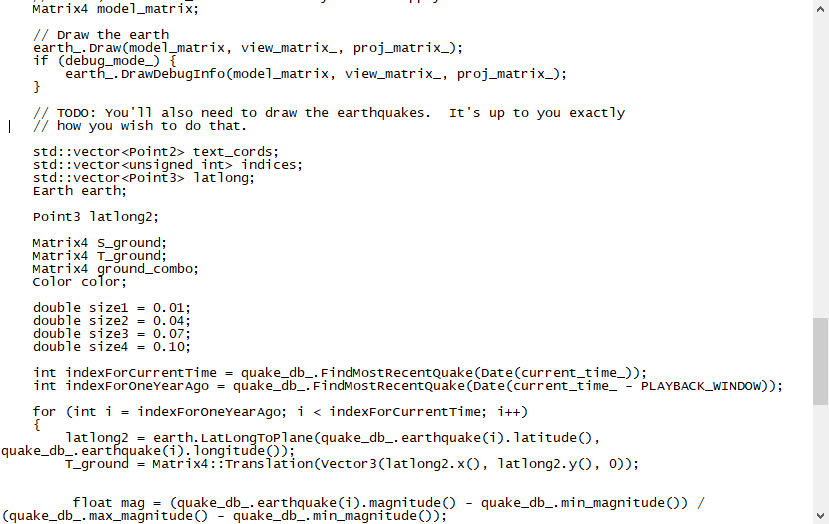 Matrix4 model_matrix;
// Draw the earth
earth_.Draw(model_matrix, view_matrix_, proj_matrix_);
if (debug_mode_) {
earth_.DrawDebugInfo(model_matrix, view_matrix_, proj_matrix_);
}
// TODO: You'll also need to draw the earthquakes.  It's up to you exactly
// how you wish to do that.
std::vector<Point2> text_cords;
std::vector<unsigned int> indices;
std::vector<Point3> latlong;
Earth earth;
Point3 latlong2;
Matrix4 S_ground;
Matrix4 T_ground;
Matrix4 ground_combo;
Color color;
double size1 = 0.01;
double size2 = 0.04;
double size3 = 0.07;
double size4 = 0.10;
int indexForCurrentTime = quake_db_.FindMostRecentQuake(Date(current_time_));
int indexForOneYearAgo = quake_db_.FindMostRecentQuake(Date(current_time_ - PLAYBACK_WINDOW));
for (int i = indexForOneYearAgo; i < indexForCurrentTime; i++)
{
latlong2 = earth.LatLongToPlane(quake_db_.earthquake(i).latitude(),
quake_db_.earthquake(i).longitude());
T_ground = Matrix4::Translation(Vector3(latlong2.x(), latlong2.y(), 0));
float mag = (quake_db_.earthquake(i).magnitude() - quake_db_.min_magnitude()) /
(quake_db_.max_magnitude() - quake_db_.min_magnitude());